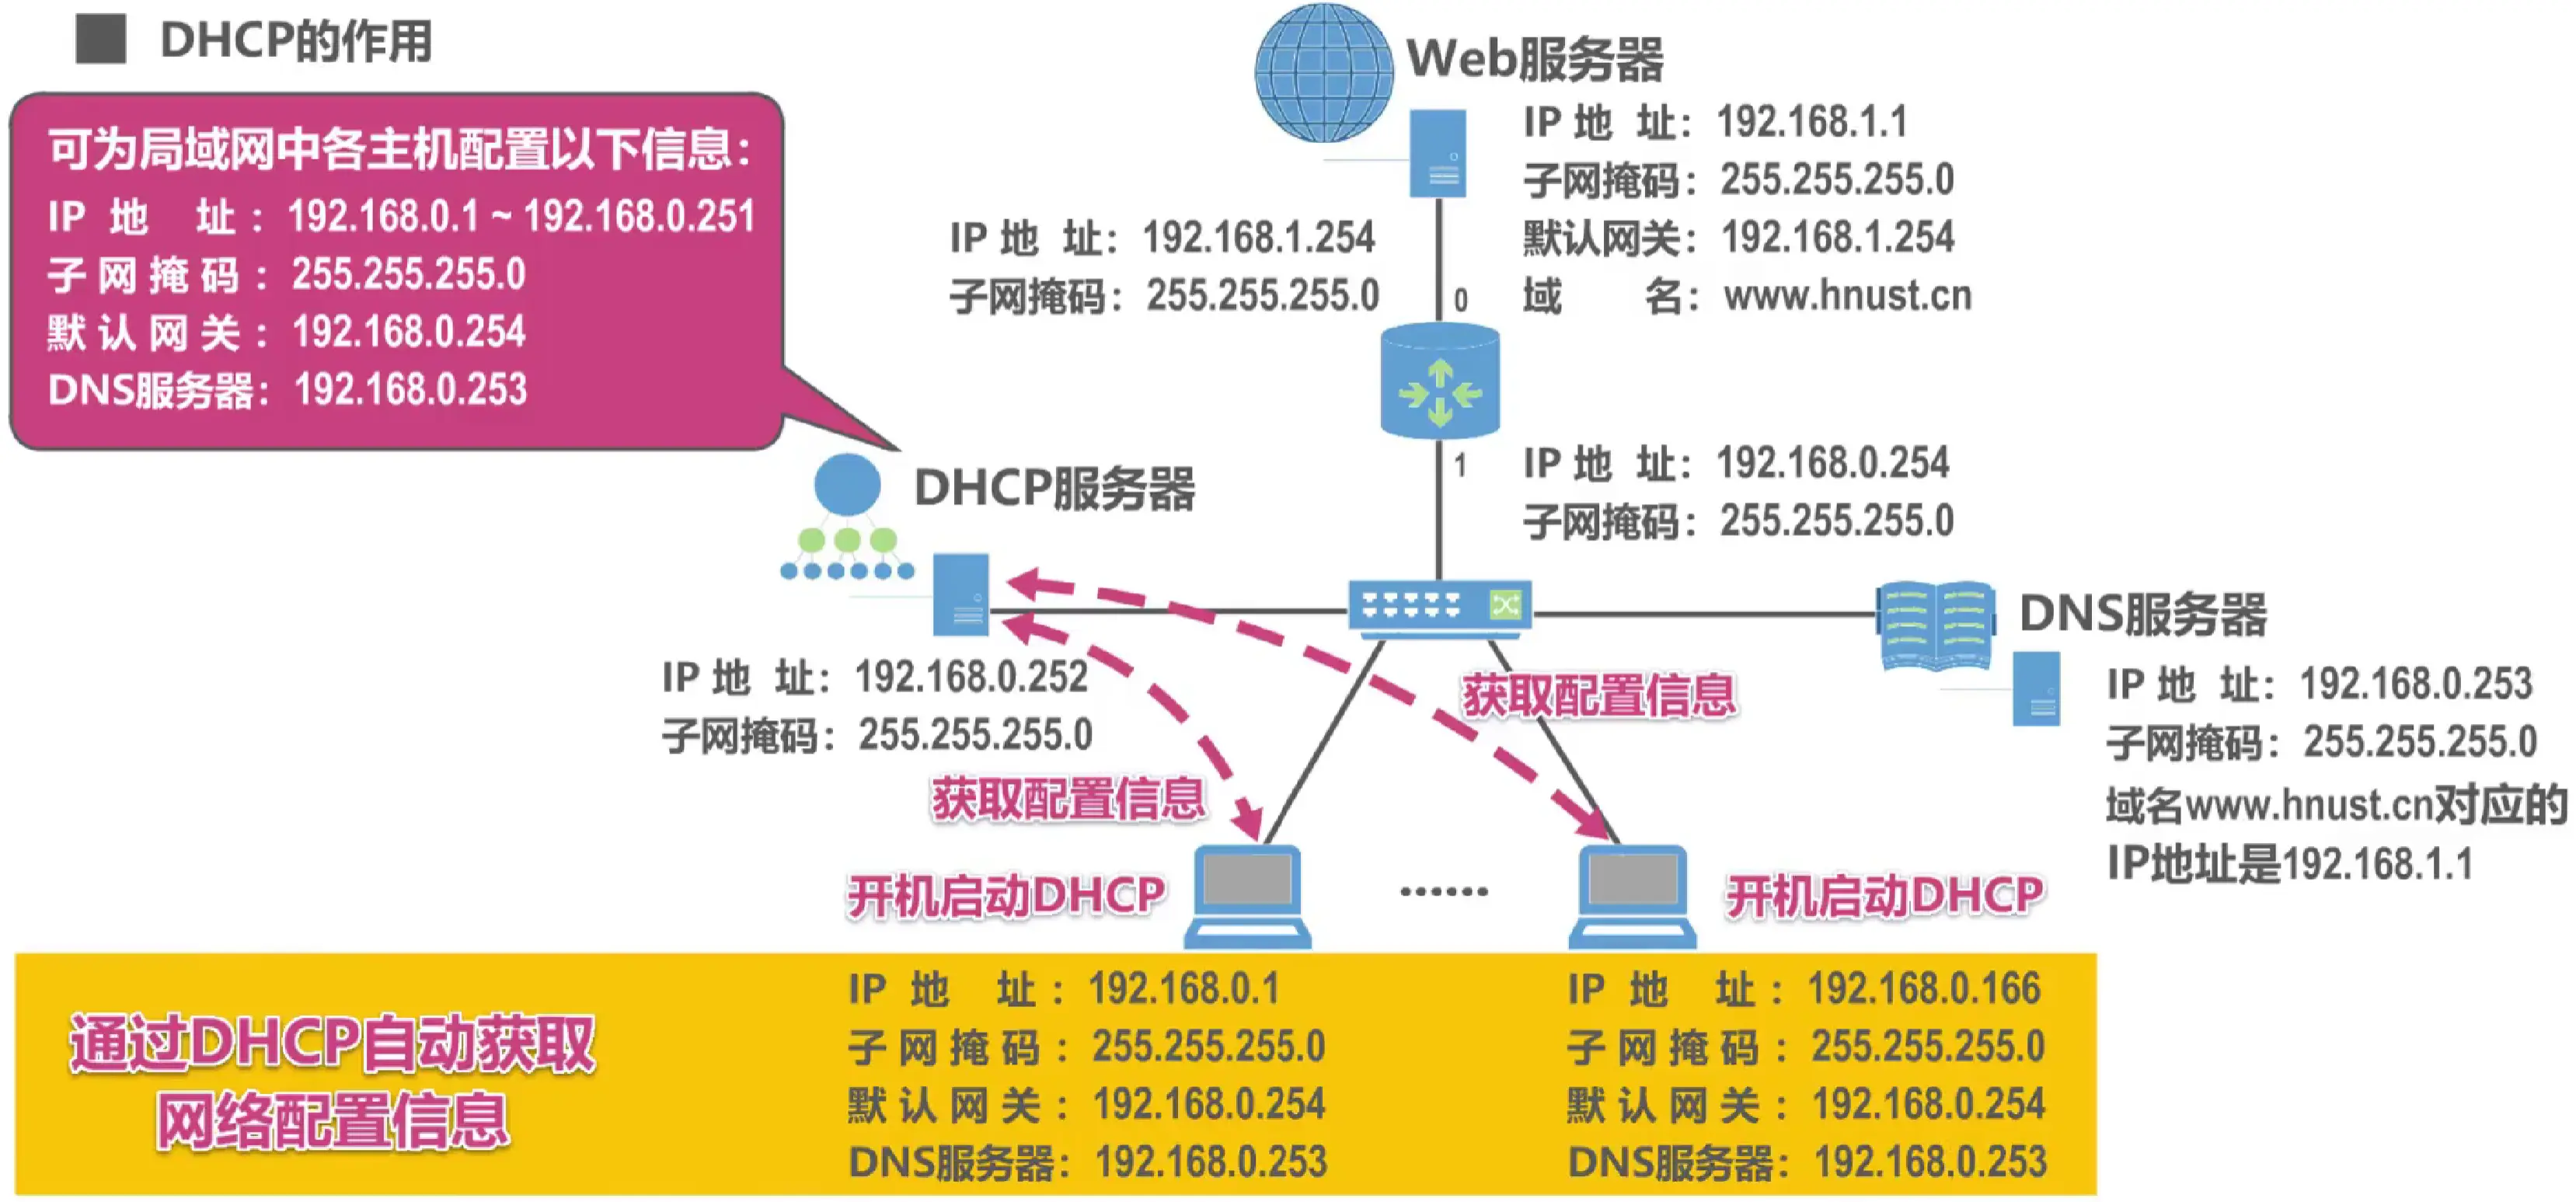 DHCP的作用
可为局域网中各主机配置以下信息：
IP 地 址：192.168.0.1 ~ 192.168.0.251
子网掩码：255.255.255.0
默认网关：192.168.0.254
DNS服务器：192.168.0.253
Web服务器
IP 地 址：192.168.1.1
子网掩码：255.255.255.0
默认网关：192.168.1.254
域 名：www.hnust.cn
IP 地 址：192.168.1.254
子网掩码：255.255.255.0
0
1
IP 地 址：192.168.0.254
子网掩码：255.255.255.0
DHCP服务器
IP 地 址：192.168.0.252
子网掩码：255.255.255.0
DNS服务器
IP 地 址：192.168.0.253
子网掩码：255.255.255.0
域名www.hnust.cn对应的
IP地址是192.168.1.1
获取配置信息
获取配置信息
开机启动DHCP
......
开机启动DHCP
通过DHCP自动获取
网络配置信息
IP 地 址：192.168.0.1
子网掩码：255.255.255.0
默认网关：192.168.0.254
DNS服务器：192.168.0.253
IP 地 址：192.168.0.166
子网掩码：255.255.255.0
默认网关：192.168.0.254
DNS服务器：192.168.0.253